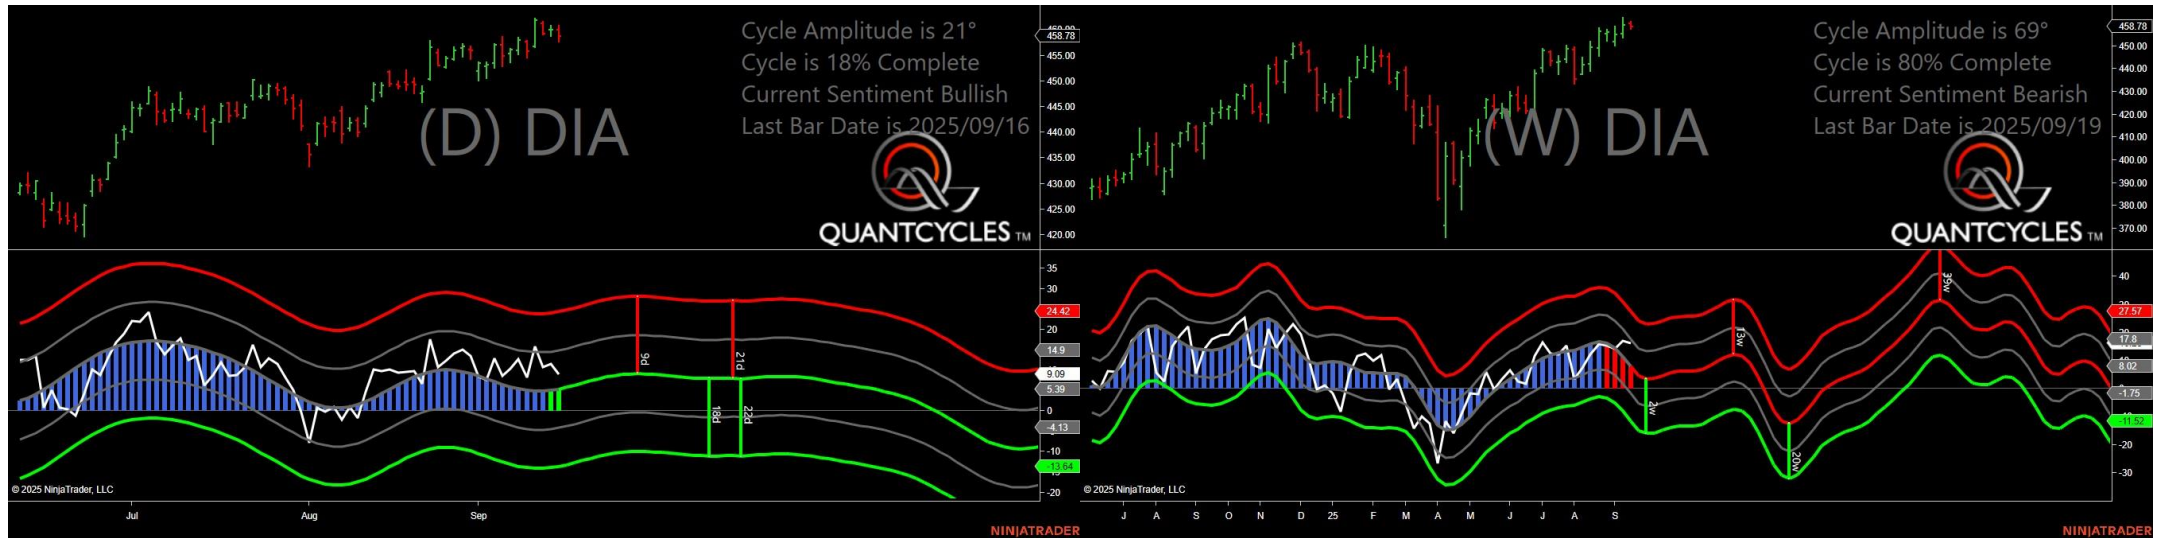 Cycle Amplitude is 21°
Cycle is 18% Complete
Current Sentiment Bullish
Last Bar Date is 2025/09/16
(D) DIA
QUANTCYCLES TM
460.00
458.78
455.00
450.00
445.00
440.00
435.00
430.00
425.00
420.00
35
30
24.42
20
14.9
9.09
5.39
0
-4.13
-10
-13.64
-20
9d
21d
18d
22d
© 2025 NinjaTrader, LLC
Jul
Aug
Sep
NINJATRADER
Cycle Amplitude is 69°
Cycle is 80% Complete
Current Sentiment Bearish
Last Bar Date is 2025/09/19
(W) DIA
QUANTCYCLES TM
458.78
450.00
440.00
430.00
420.00
410.00
400.00
390.00
380.00
370.00
40
27.57
17.8
8.02
-1.75
-11.52
-20
-30
39w
13w
2w
20w
© 2025 NinjaTrader, LLC
J A S O N D 25 F M A M J J A S
NINJATRADER